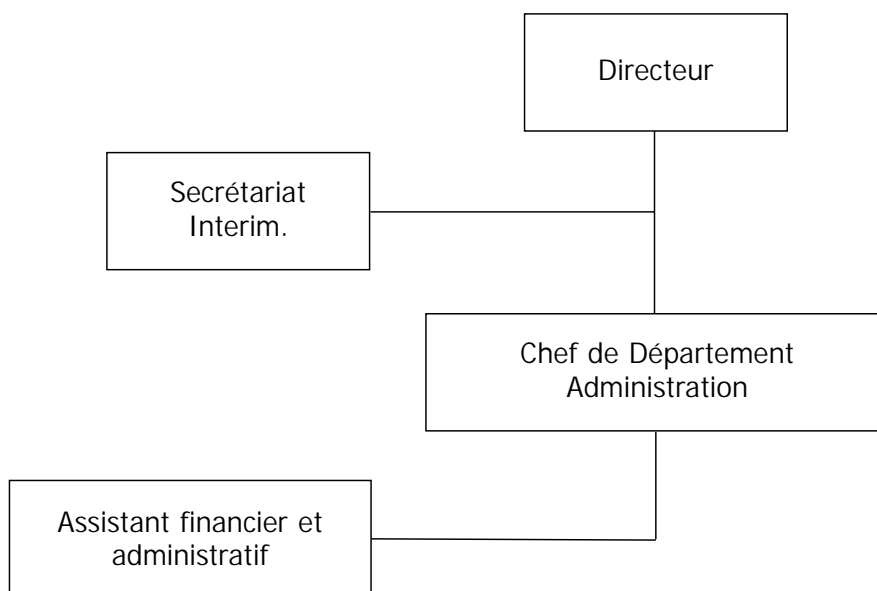 Directeur
Secrétariat
Interim.
Chef de Département
Administration
Assistant financier et
administratif